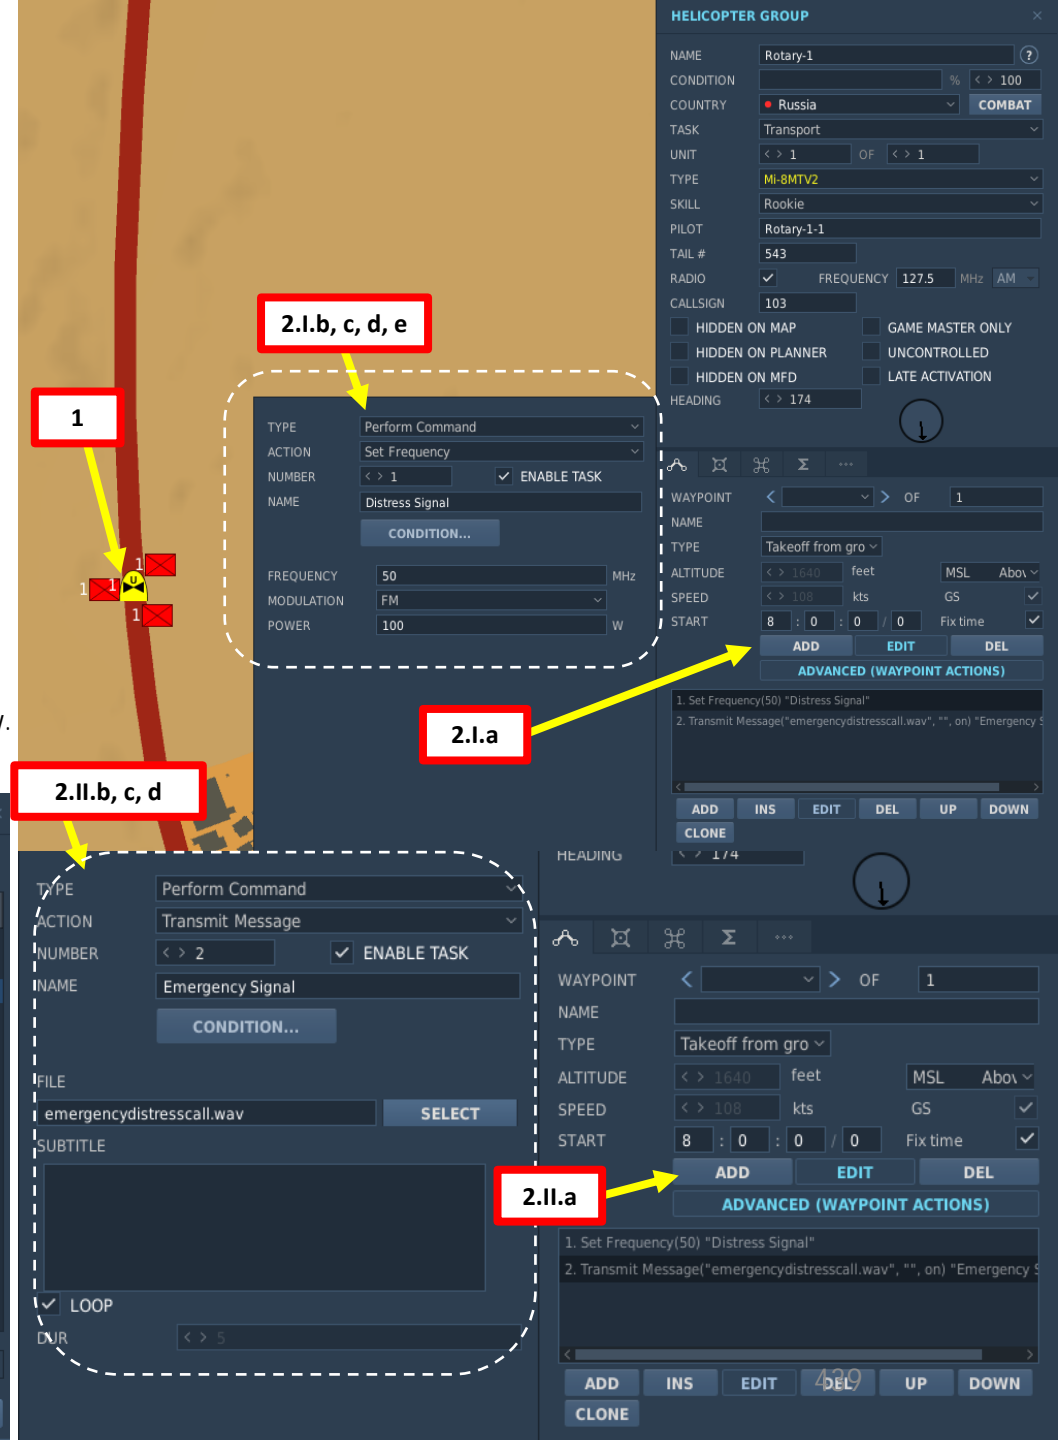 HELICOPTER GROUP
NAME Rotary-1 ?
CONDITION % < > 100
COUNTRY Russia COMBAT
TASK Transport
UNIT < > 1 OF < > 1
TYPE Mi-8MTV2
SKILL Rookie
PILOT Rotary-1-1
TAIL # 543
RADIO FREQUENCY 127.5 MHz AM
CALLSIGN 103
HIDDEN ON MAP GAME MASTER ONLY
HIDDEN ON PLANNER UNCONTROLLED
HIDDEN ON MFD LATE ACTIVATION
HEADING < > 174
2.I.b, c, d, e
1
TYPE Perform Command
ACTION Set Frequency
NUMBER < > 1 ENABLE TASK
NAME Distress Signal
CONDITION...
FREQUENCY 50 MHz
MODULATION FM
POWER 100 W
1
1 1 U
1
WAYPOINT < > OF 1
NAME
TYPE Takeoff from gro
ALTITUDE < > 1640 feet MSL Abov
SPEED < > 108 kts GS
START 8 : 0 : 0 / 0 Fix time
ADD EDIT DEL
ADVANCED (WAYPOINT ACTIONS)
1. Set Frequency(50) "Distress Signal"
2. Transmit Message("emergencydistresscall.wav", "", on) "Emergency S
2.I.a
ADD INS EDIT DEL UP DOWN
CLONE
2.II.b, c, d
TYPE Perform Command
ACTION Transmit Message
NUMBER < > 2 ENABLE TASK
NAME Emergency Signal
CONDITION...
FILE
emergencydistresscall.wav SELECT
SUBTITLE
LOOP
DUR < > 5
HEADING < > 174
WAYPOINT < > OF 1
NAME
TYPE Takeoff from gro
ALTITUDE < > 1640 feet MSL Abov
SPEED < > 108 kts GS
START 8 : 0 : 0 / 0 Fix time
ADD EDIT DEL
2.II.a
ADVANCED (WAYPOINT ACTIONS)
1. Set Frequency(50) "Distress Signal"
2. Transmit Message("emergencydistresscall.wav", "", on) "Emergency S
ADD INS EDIT DEL UP DOWN
439
CLONE